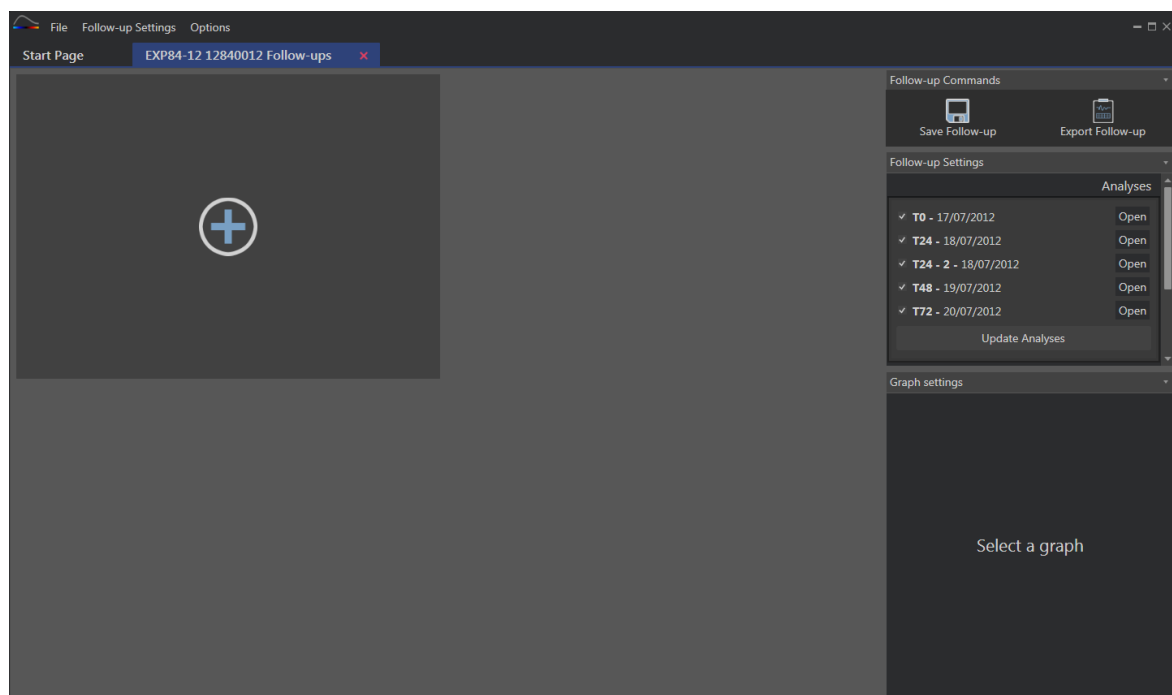 File Follow-up Settings Options
Start Page EXP84-12 12840012 Follow-ups
Follow-up Commands
Save Follow-up Export Follow-up
Follow-up Settings
Analyses
T0 - 17/07/2012 Open
T24 - 18/07/2012 Open
T24 - 2 - 18/07/2012 Open
T48 - 19/07/2012 Open
T72 - 20/07/2012 Open
Update Analyses
Graph settings
Select a graph